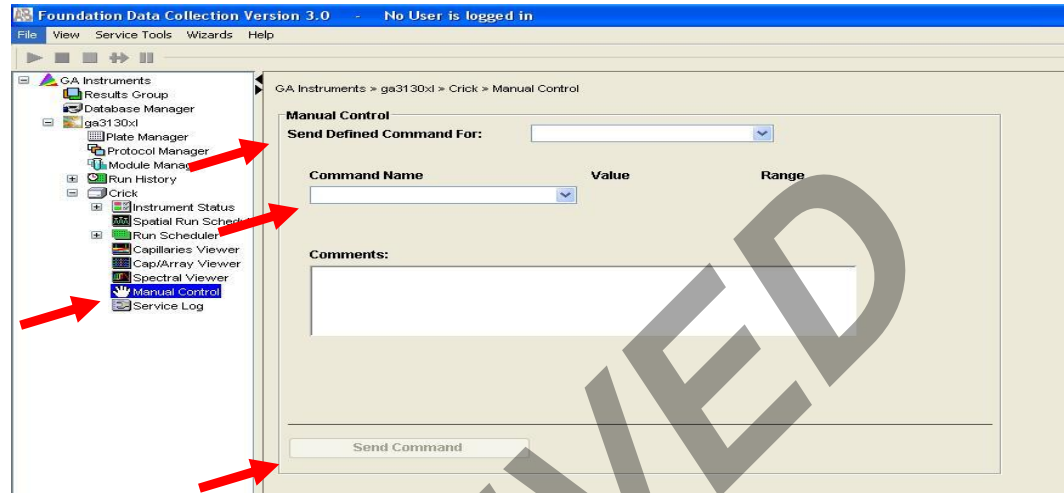 AB Foundation Data Collection Version 3.0 - No User is logged in
File View Service Tools Wizards Help
GA Instruments
Results Group
Database Manager
ga3130xl
Plate Manager
Protocol Manager
Module Manag
Run History
Crick
Instrument Status
Spatial Run Schedul
Run Scheduler
Capillaries Viewer
Cap/Array Viewer
Spectral Viewer
Manual Control
Service Log
GA Instruments > ga3130xl > Crick > Manual Control
Manual Control
Send Defined Command For:
Command Name Value Range
Comments:
Send Command
VED